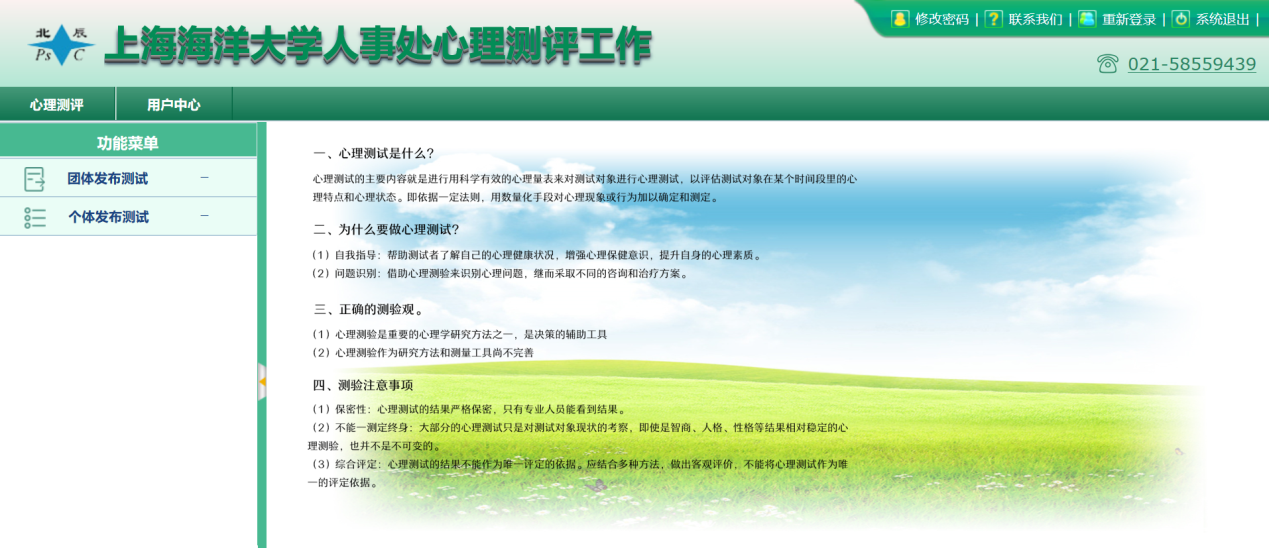 修改密码 | 联系我们 | 重新登录 | 系统退出 |
北 辰
Ps C
上海海洋大学人事处心理测评工作
021-58559439
心理测评 用户中心
功能菜单
团体发布测试
个体发布测试
一、心理测试是什么？
心理测试的主要内容就是进行用科学有效的心理量表来对测试对象进行心理测试，以评估测试对象在某个时间段里的心
理特点和心理状态。即依据一定法则，用数量化手段对心理现象或行为加以确定和测定。
二、为什么要做心理测试？
（1）自我指导：帮助测试者了解自己的心理健康状况，增强心理保健意识，提升自身的心理素质。
（2）问题识别：借助心理测验来识别心理问题，继而采取不同的咨询和治疗方案。
三、正确的测验观。
（1）心理测验是重要的心理学研究方法之一，是决策的辅助工具
（2）心理测验作为研究方法和测量工具尚不完善
四、测验注意事项
（1）保密性：心理测试的结果严格保密，只有专业人员能看到结果。
（2）不能一测定终身：大部分的心理测试只是对测试对象现状的考察，即使是智商、人格、性格等结果相对稳定的心
理测验，也并不是不可变的。
（3）综合评定：心理测试的结果不能作为唯一评定的依据。应结合多种方法，做出客观评价，不能将心理测试作为唯
一的评定依据。